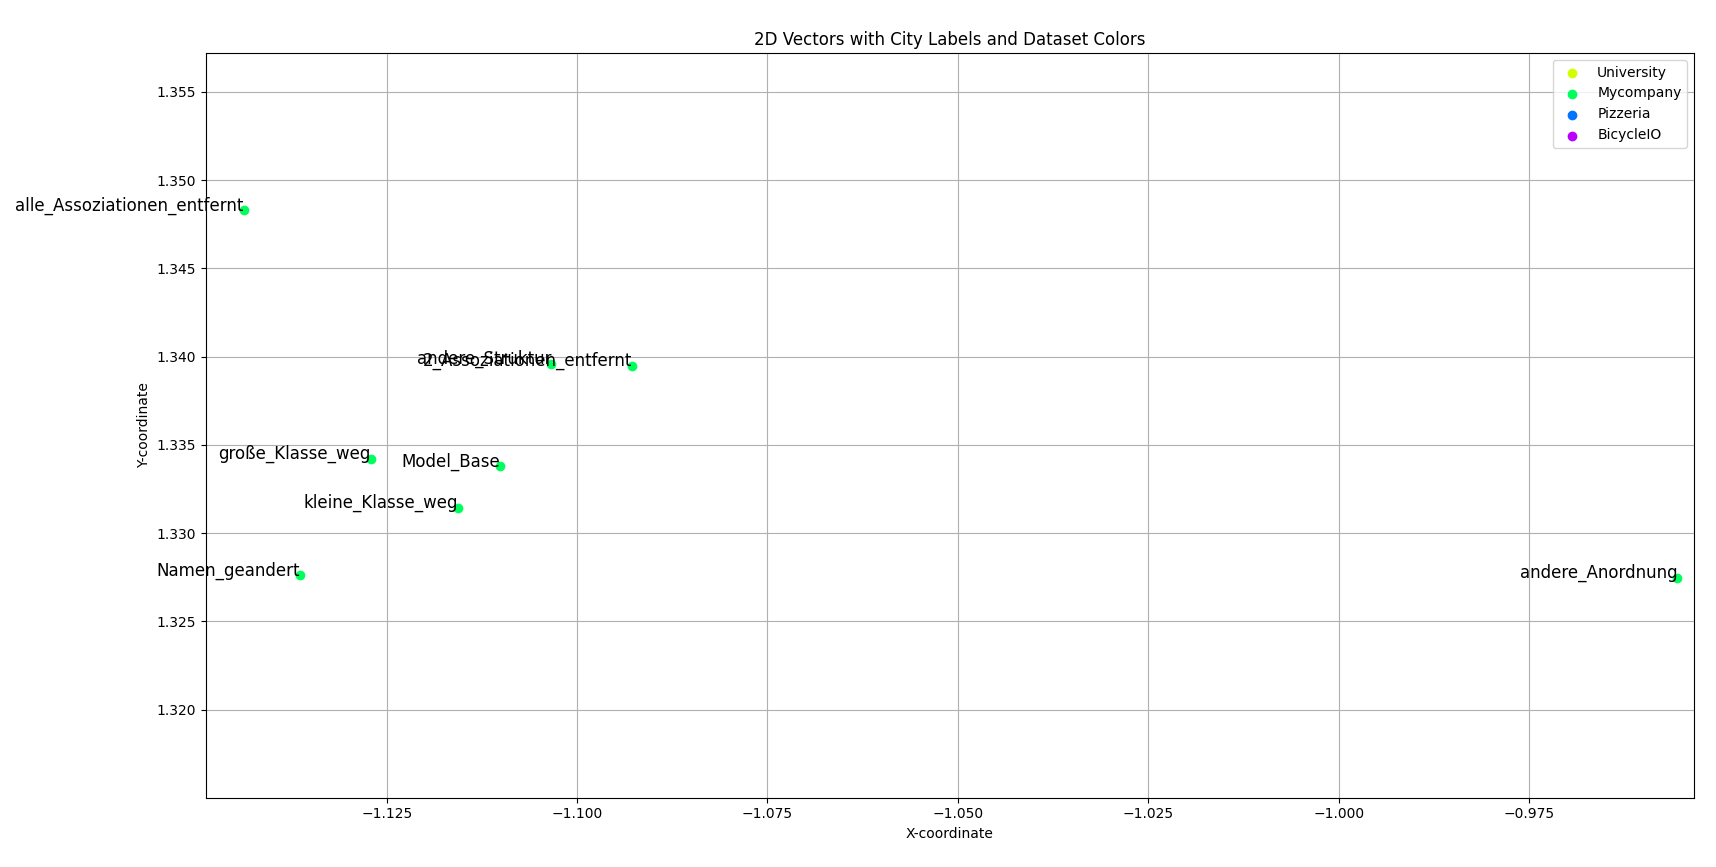 2D Vectors with City Labels and Dataset Colors
University
Mycompany
Pizzeria
BicycleIO
1.355
1.350
1.345
1.340
1.335
1.330
1.325
1.320
Y-coordinate
alle_Assoziationen_entfernt
andere_Struktur
2_Assoziationen_entfernt
große_Klasse_weg
Model_Base
kleine_Klasse_weg
Namen_geandert
andere_Anordnung
−1.125
−1.100
−1.075
−1.050
−1.025
−1.000
−0.975
X-coordinate